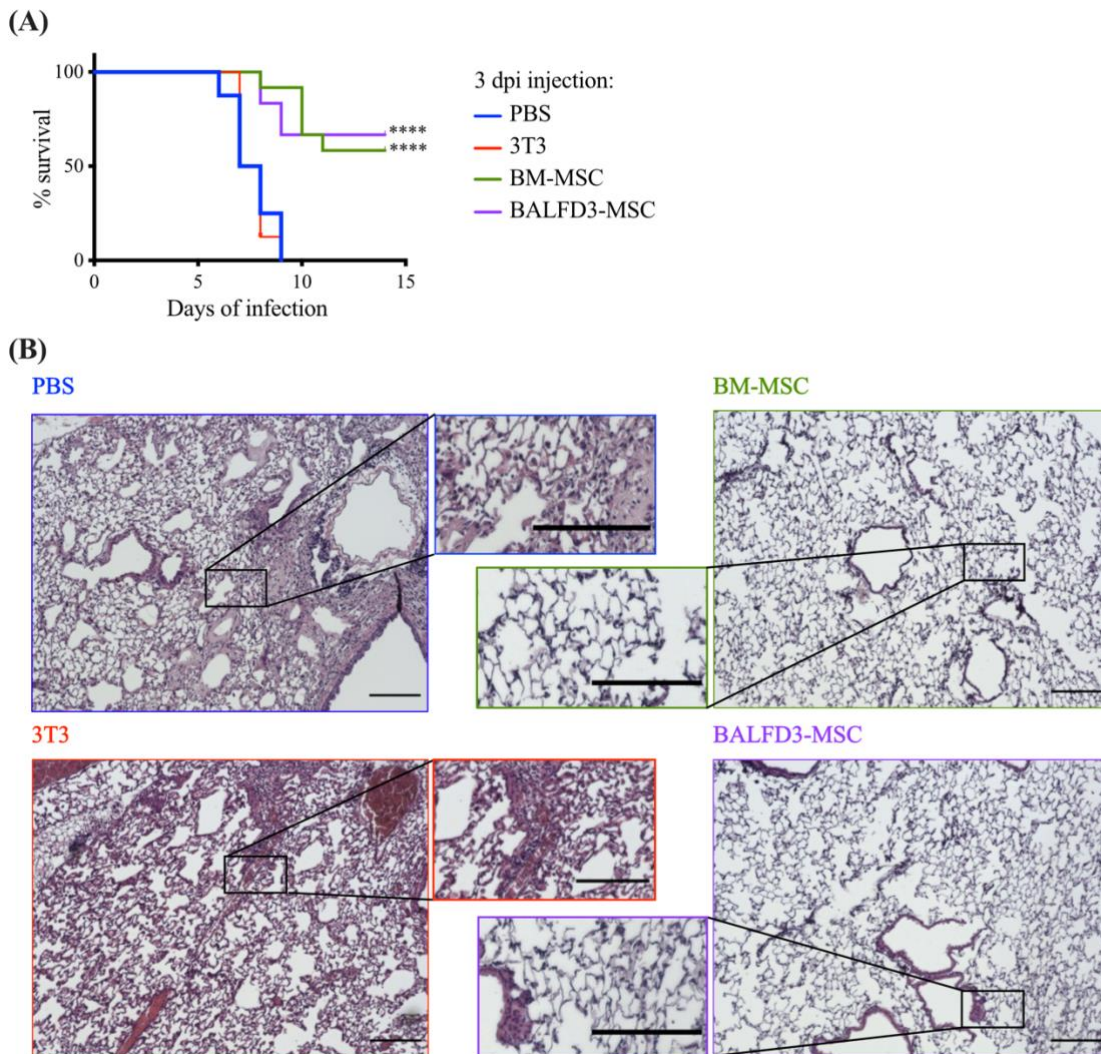 (A)
100
50
0
% survival
0 5 10 15
Days of infection
****
****
3 dpi injection:
PBS
3T3
BM-MSC
BALFD3-MSC
(B)
PBS
BM-MSC
3T3
BALFD3-MSC